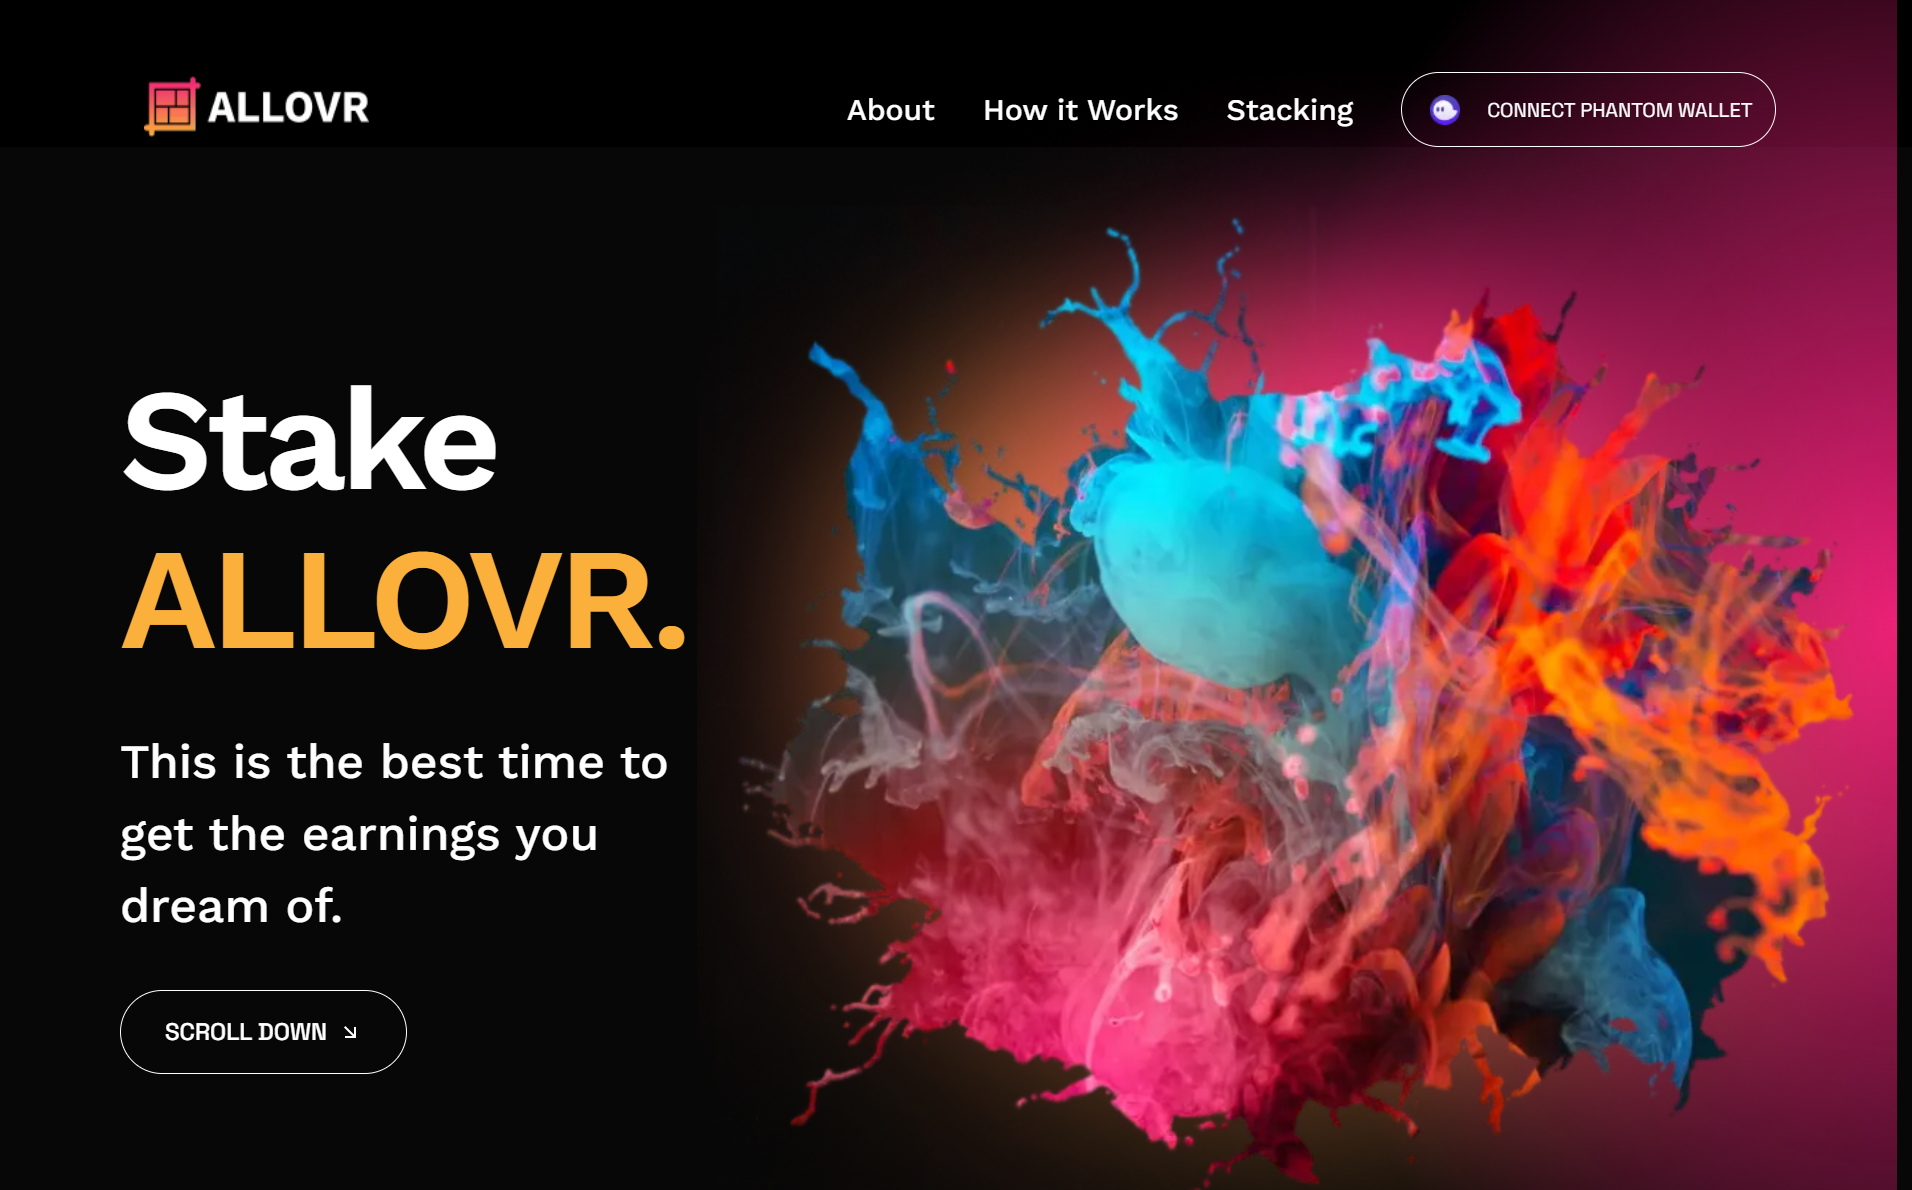 ALLOVR
About
How it Works
Stacking
CONNECT PHANTOM WALLET
Stake
ALLOVR.
This is the best time to
get the earnings you
dream of.
SCROLL DOWN